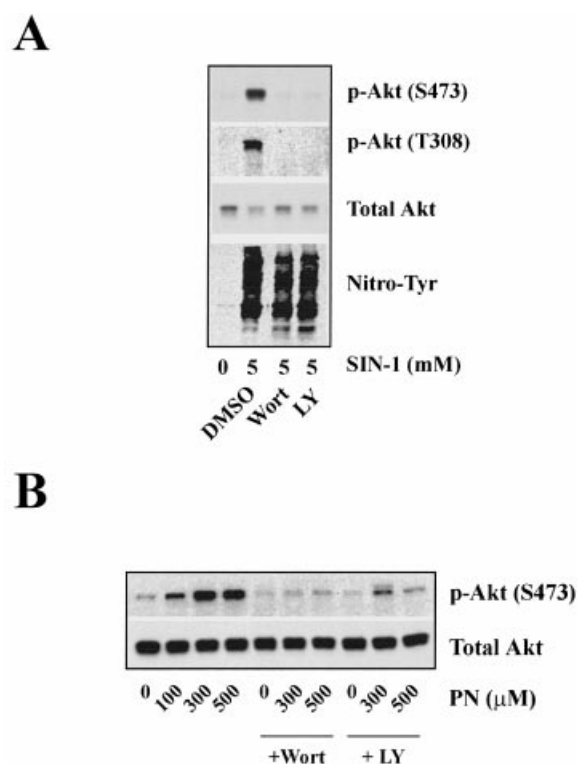 A
p-Akt (S473)
p-Akt (T308)
Total Akt
Nitro-Tyr
0 5 5 5 SIN-1 (mM)
DMSO Wort LY
B
p-Akt (S473)
Total Akt
0 100 300 500 0 300 500 0 300 500 PN (μM)
+Wort + LY